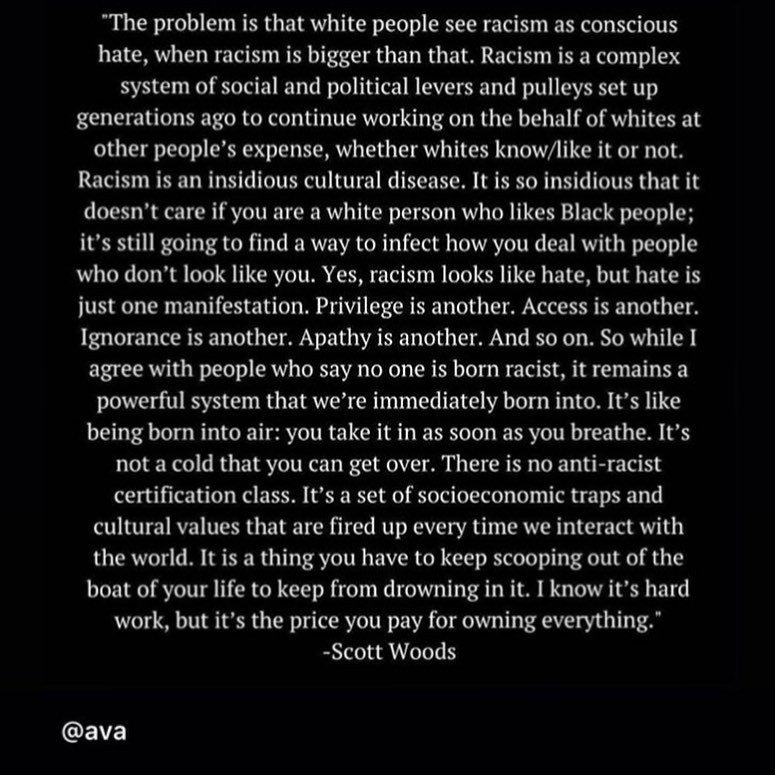 "The problem is that white people see racism as conscious
hate, when racism is bigger than that. Racism is a complex
system of social and political levers and pulleys set up
generations ago to continue working on the behalf of whites at
other people’s expense, whether whites know/like it or not.
Racism is an insidious cultural disease. It is so insidious that it
doesn’t care if you are a white person who likes Black people;
it’s still going to find a way to infect how you deal with people
who don’t look like you. Yes, racism looks like hate, but hate is
just one manifestation. Privilege is another. Access is another.
Ignorance is another. Apathy is another. And so on. So while I
agree with people who say no one is born racist, it remains a
powerful system that we’re immediately born into. It’s like
being born into air: you take it in as soon as you breathe. It’s
not a cold that you can get over. There is no anti-racist
certification class. It’s a set of socioeconomic traps and
cultural values that are fired up every time we interact with
the world. It is a thing you have to keep scooping out of the
boat of your life to keep from drowning in it. I know it’s hard
work, but it’s the price you pay for owning everything."
-Scott Woods
@ava